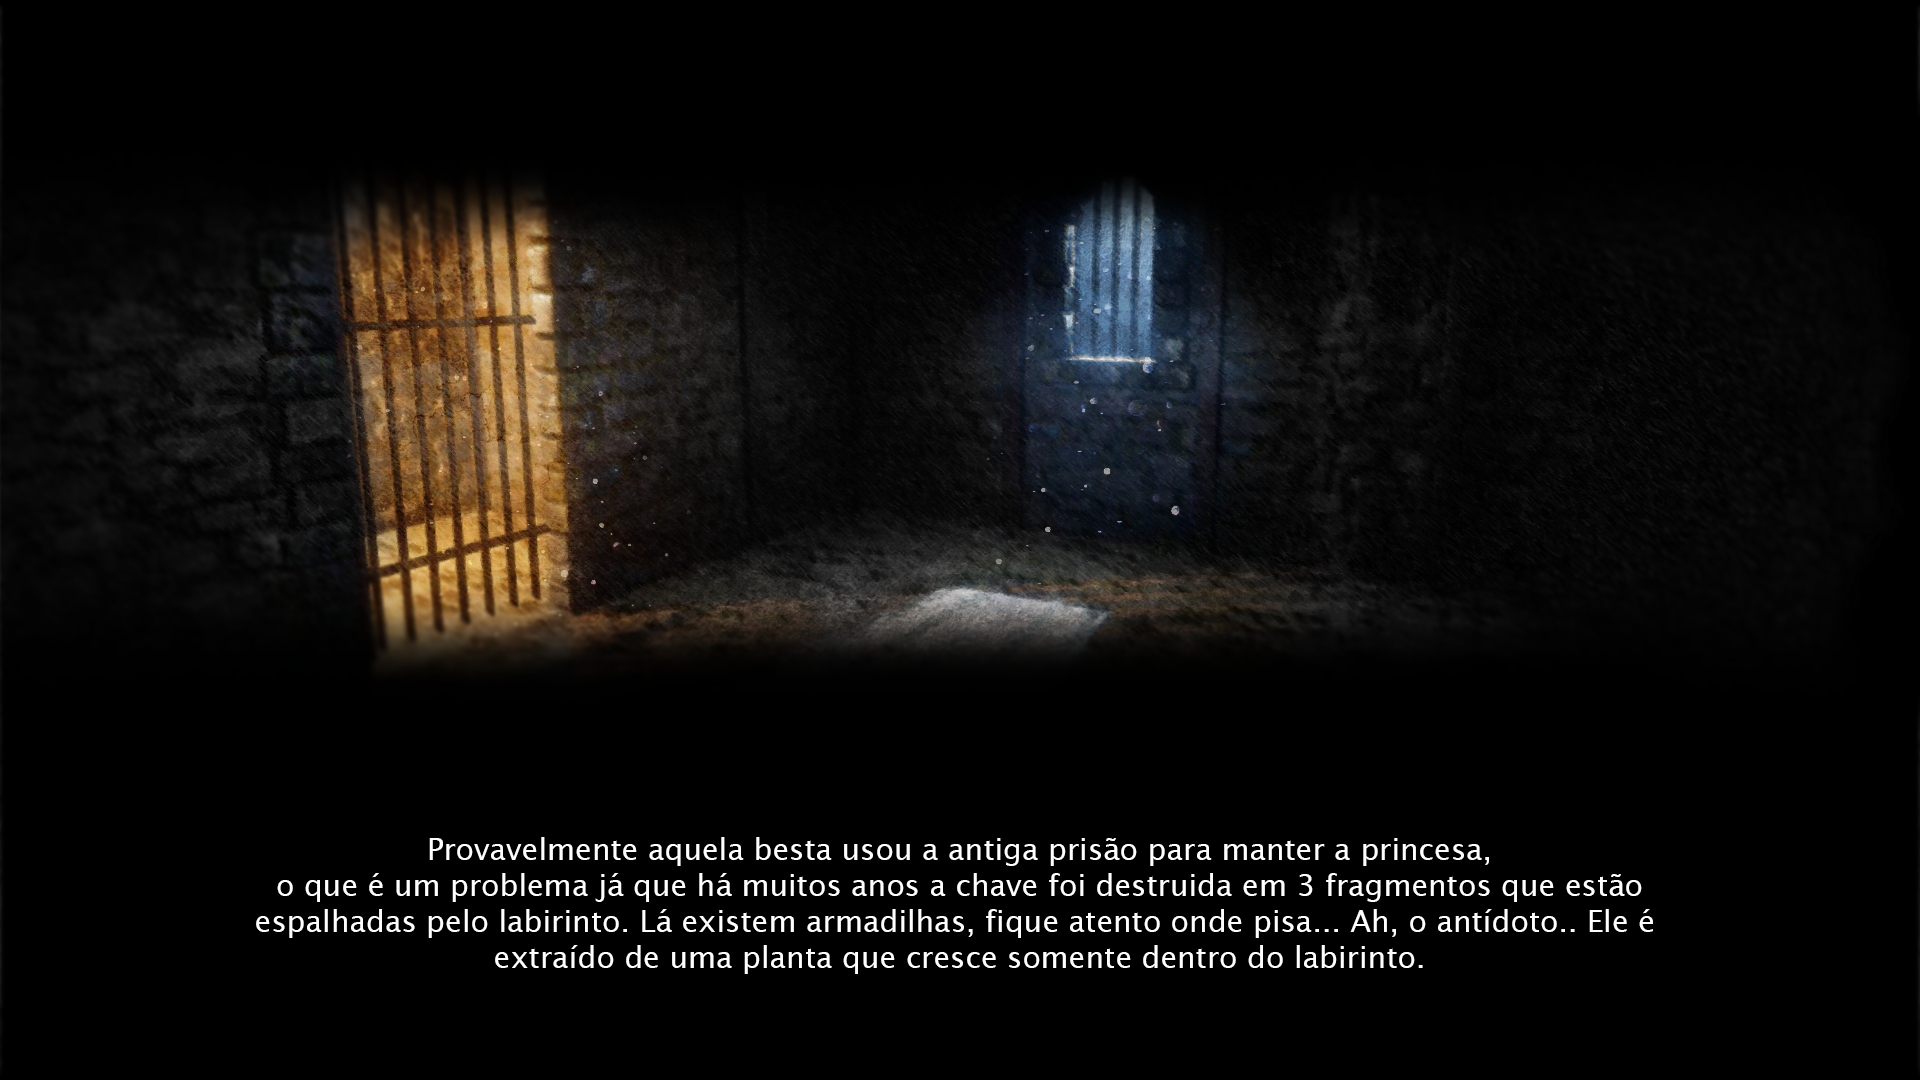 Provavelmente aquela besta usou a antiga prisão para manter a princesa,
o que é um problema já que há muitos anos a chave foi destruida em 3 fragmentos que estão
espalhadas pelo labirinto. Lá existem armadilhas, fique atento onde pisa... Ah, o antídoto.. Ele é
extraído de uma planta que cresce somente dentro do labirinto.